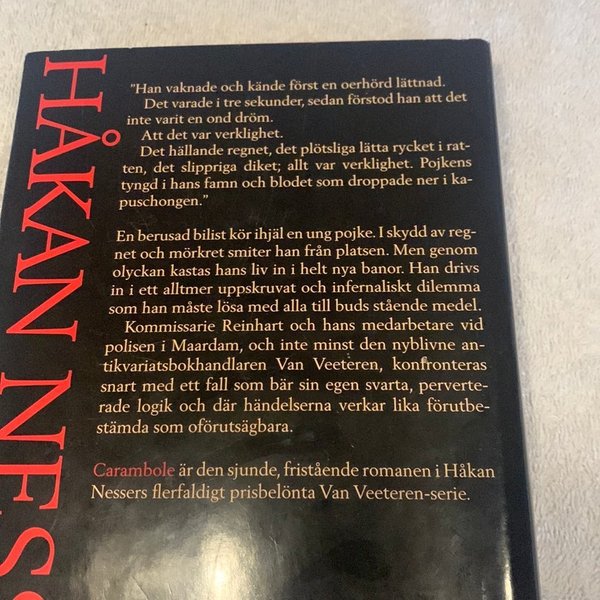 HÅKAN NESS
"Han vaknade och kände först en oerhörd lättnad.
Det varade i tre sekunder, sedan förstod han att det
inte varit en ond dröm.
Att det var verklighet.
Det hällande regnet, det plötsliga lätta rycket i rat-
ten, det slippriga diket; allt var verklighet. Pojkens
tyngd i hans famn och blodet som droppade ner i ka-
puschongen."
En berusad bilist kör ihjäl en ung pojke. I skydd av reg-
net och mörkret smiter han från platsen. Men genom
olyckan kastas hans liv in i helt nya banor. Han drivs
in i ett alltmer uppskruvat och infernaliskt dilemma
som han måste lösa med alla till buds stående medel.
Kommissarie Reinhart och hans medarbetare vid
polisen i Maardam, och inte minst den nyblivne an-
tikvariatsbokhandlaren Van Veeteren, konfronteras
snart med ett fall som bär sin egen svarta, perverte-
rade logik och där händelserna verkar lika förutbe-
stämda som oförutsägbara.
Carambole är den sjunde, fristående romanen i Håkan
Nessers flerfaldigt prisbelönta Van Veeteren-serie.